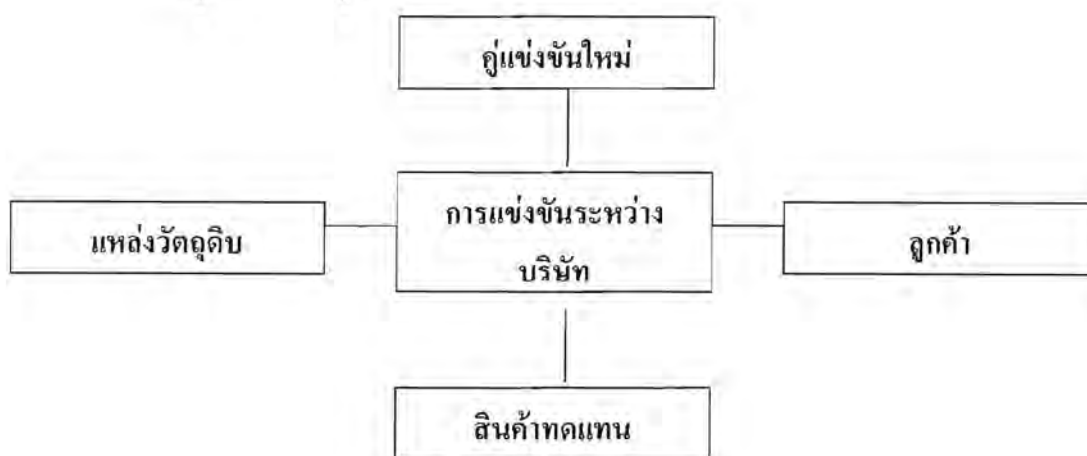 คู่แข่งขันใหม่
แหล่งวัตถุดิบ
การแข่งขันระหว่าง
บริษัท
ลูกค้า
สินค้าทดแทน